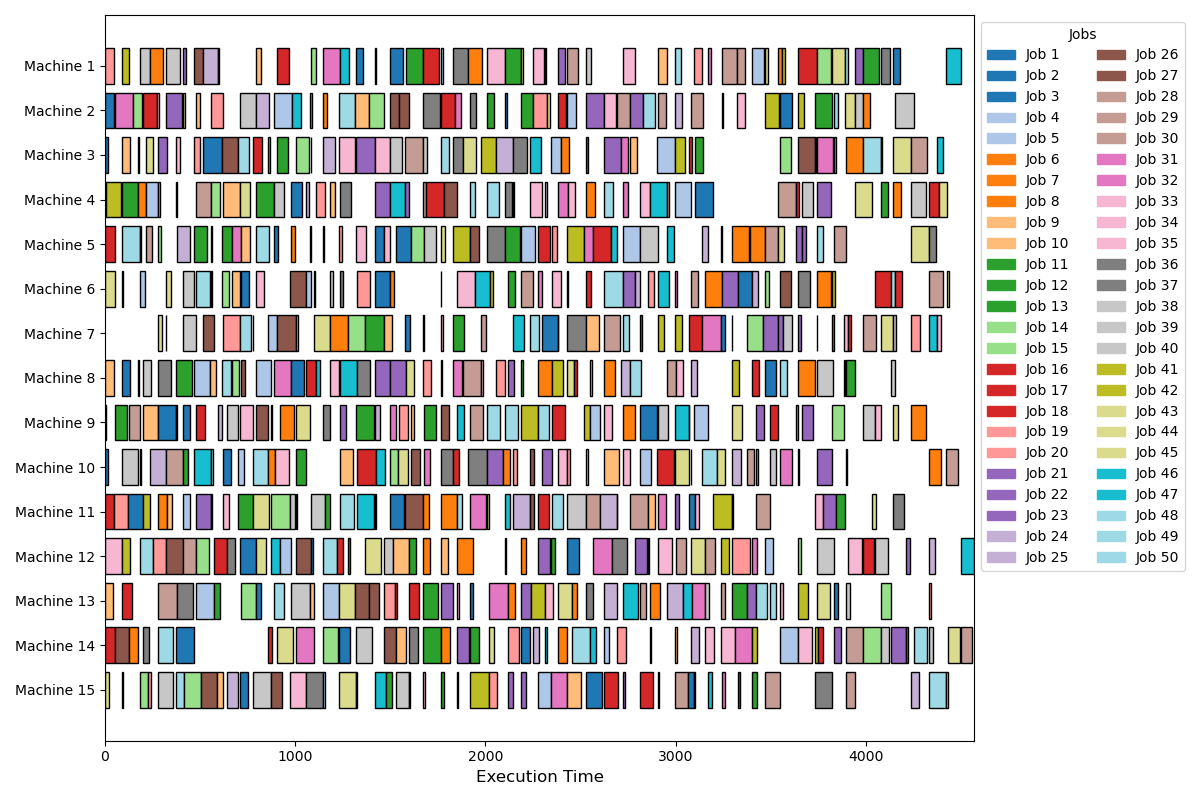 Machine 1
Machine 2
Machine 3
Machine 4
Machine 5
Machine 6
Machine 7
Machine 8
Machine 9
Machine 10
Machine 11
Machine 12
Machine 13
Machine 14
Machine 15
0 1000 2000 3000 4000
Execution Time
Jobs
Job 1
Job 2
Job 3
Job 4
Job 5
Job 6
Job 7
Job 8
Job 9
Job 10
Job 11
Job 12
Job 13
Job 14
Job 15
Job 16
Job 17
Job 18
Job 19
Job 20
Job 21
Job 22
Job 23
Job 24
Job 25
Job 26
Job 27
Job 28
Job 29
Job 30
Job 31
Job 32
Job 33
Job 34
Job 35
Job 36
Job 37
Job 38
Job 39
Job 40
Job 41
Job 42
Job 43
Job 44
Job 45
Job 46
Job 47
Job 48
Job 49
Job 50